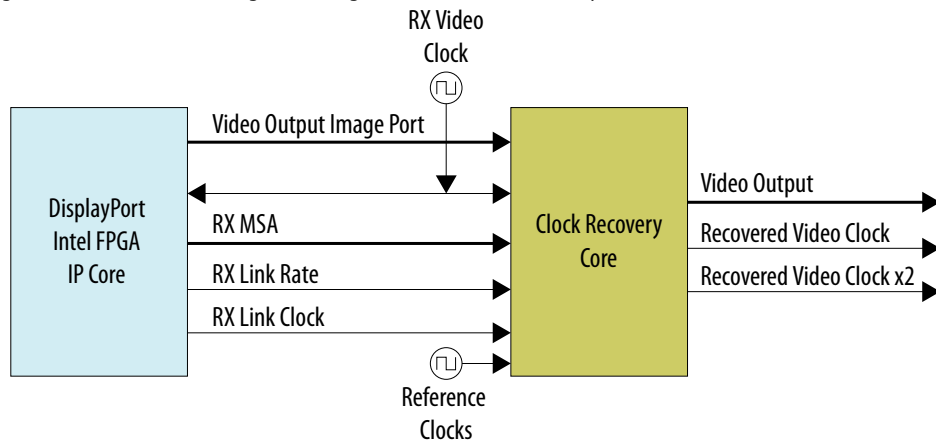 RX Video
Clock
Video Output Image Port
DisplayPort
Intel FPGA
IP Core
RX MSA
RX Link Rate
RX Link Clock
Clock Recovery
Core
Video Output
Recovered Video Clock
Recovered Video Clock x2
Reference
Clocks